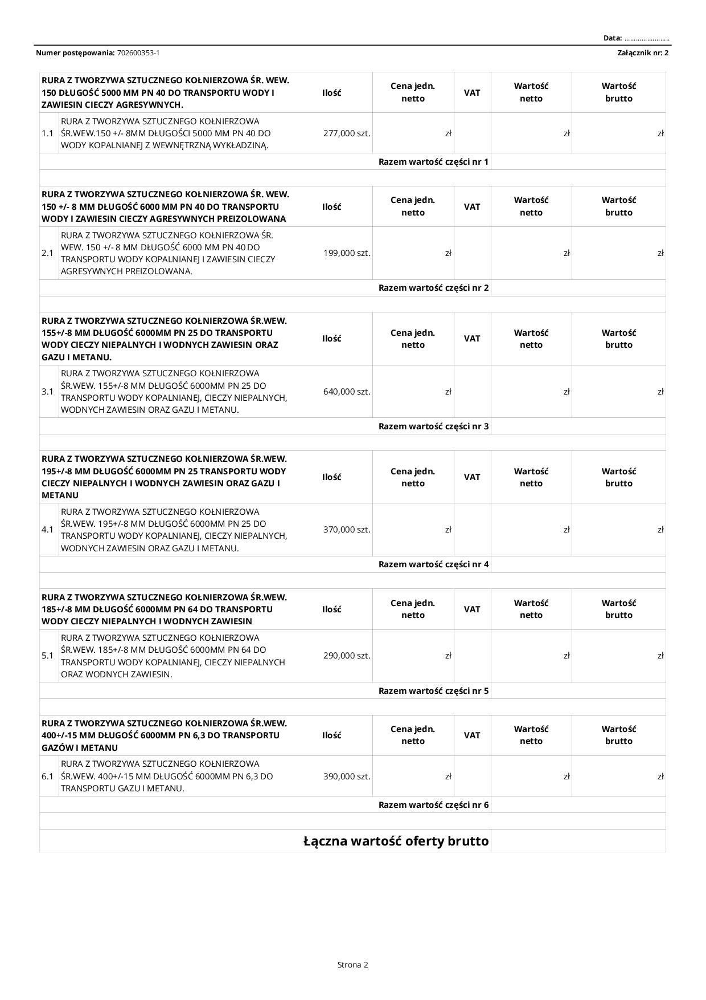 Data: ........................
Numer postępowania: 702600353-1 Załącznik nr: 2
RURA Z TWORZYWA SZTUCZNEGO KOŁNIERZOWA ŚR. WEW.
150 DŁUGOŚĆ 5000 MM PN 40 DO TRANSPORTU WODY I
ZAWIESIN CIECZY AGRESYWNYCH.
Ilość
Cena jedn.
netto
VAT
Wartość
netto
Wartość
brutto
1.1
RURA Z TWORZYWA SZTUCZNEGO KOŁNIERZOWA
ŚR.WEW.150 +/- 8MM DŁUGOŚCI 5000 MM PN 40 DO
WODY KOPALNIANEJ Z WEWNĘTRZNĄ WYKŁADZINĄ.
277,000 szt. zł zł zł
Razem wartość części nr 1
RURA Z TWORZYWA SZTUCZNEGO KOŁNIERZOWA ŚR. WEW.
150 +/- 8 MM DŁUGOŚĆ 6000 MM PN 40 DO TRANSPORTU
WODY I ZAWIESIN CIECZY AGRESYWNYCH PREIZOLOWANA
Ilość
Cena jedn.
netto
VAT
Wartość
netto
Wartość
brutto
2.1
RURA Z TWORZYWA SZTUCZNEGO KOŁNIERZOWA ŚR.
WEW. 150 +/- 8 MM DŁUGOŚĆ 6000 MM PN 40 DO
TRANSPORTU WODY KOPALNIANEJ I ZAWIESIN CIECZY
AGRESYWNYCH PREIZOLOWANA.
199,000 szt. zł zł zł
Razem wartość części nr 2
RURA Z TWORZYWA SZTUCZNEGO KOŁNIERZOWA ŚR.WEW.
155+/-8 MM DŁUGOŚĆ 6000MM PN 25 DO TRANSPORTU
WODY CIECZY NIEPALNYCH I WODNYCH ZAWIESIN ORAZ
GAZU I METANU.
Ilość
Cena jedn.
netto
VAT
Wartość
netto
Wartość
brutto
3.1
RURA Z TWORZYWA SZTUCZNEGO KOŁNIERZOWA
ŚR.WEW. 155+/-8 MM DŁUGOŚĆ 6000MM PN 25 DO
TRANSPORTU WODY KOPALNIANEJ, CIECZY NIEPALNYCH,
WODNYCH ZAWIESIN ORAZ GAZU I METANU.
640,000 szt. zł zł zł
Razem wartość części nr 3
RURA Z TWORZYWA SZTUCZNEGO KOŁNIERZOWA ŚR.WEW.
195+/-8 MM DŁUGOŚĆ 6000MM PN 25 TRANSPORTU WODY
CIECZY NIEPALNYCH I WODNYCH ZAWIESIN ORAZ GAZU I
METANU
Ilość
Cena jedn.
netto
VAT
Wartość
netto
Wartość
brutto
4.1
RURA Z TWORZYWA SZTUCZNEGO KOŁNIERZOWA
ŚR.WEW. 195+/-8 MM DŁUGOŚĆ 6000MM PN 25 DO
TRANSPORTU WODY KOPALNIANEJ, CIECZY NIEPALNYCH,
WODNYCH ZAWIESIN ORAZ GAZU I METANU.
370,000 szt. zł zł zł
Razem wartość części nr 4
RURA Z TWORZYWA SZTUCZNEGO KOŁNIERZOWA ŚR.WEW.
185+/-8 MM DŁUGOŚĆ 6000MM PN 64 DO TRANSPORTU
WODY CIECZY NIEPALNYCH I WODNYCH ZAWIESIN
Ilość
Cena jedn.
netto
VAT
Wartość
netto
Wartość
brutto
5.1
RURA Z TWORZYWA SZTUCZNEGO KOŁNIERZOWA
ŚR.WEW. 185+/-8 MM DŁUGOŚĆ 6000MM PN 64 DO
TRANSPORTU WODY KOPALNIANEJ, CIECZY NIEPALNYCH
ORAZ WODNYCH ZAWIESIN.
290,000 szt. zł zł zł
Razem wartość części nr 5
RURA Z TWORZYWA SZTUCZNEGO KOŁNIERZOWA ŚR.WEW.
400+/-15 MM DŁUGOŚĆ 6000MM PN 6,3 DO TRANSPORTU
GAZÓW I METANU
Ilość
Cena jedn.
netto
VAT
Wartość
netto
Wartość
brutto
6.1
RURA Z TWORZYWA SZTUCZNEGO KOŁNIERZOWA
ŚR.WEW. 400+/-15 MM DŁUGOŚĆ 6000MM PN 6,3 DO
TRANSPORTU GAZU I METANU.
390,000 szt. zł zł zł
Razem wartość części nr 6
Łączna wartość oferty brutto
Strona 2